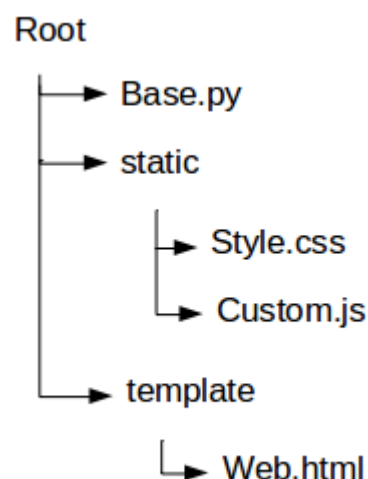 Root
Base.py
static
Style.css
Custom.js
template
Web.html